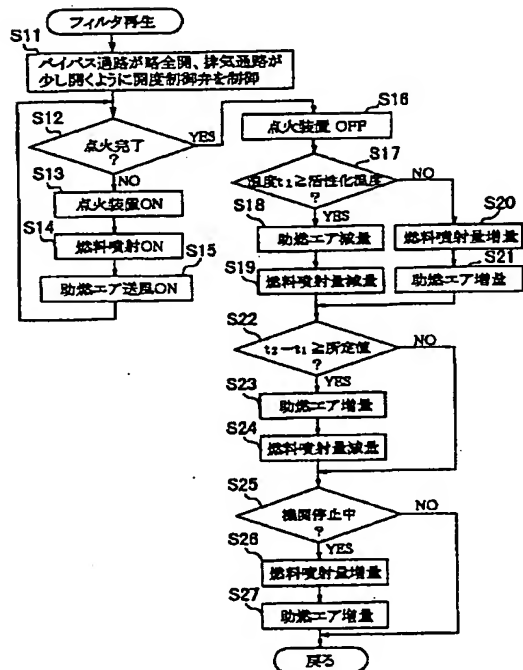 フィルタ再生
S11
バイパス通路が略全開、排気通路が
少し開くように開度制御弁を制御
S12
点火完了
?
YES
NO
S13
点火装置ON
S14
燃料噴射ON
S15
助燃エア送風ON
S16
点火装置 OFF
S17
温度t₁≧活性化温度
?
NO
YES
S18
助燃エア減量
S19
燃料噴射量減量
S20
燃料噴射量増量
S21
助燃エア増量
S22
t₂−t₁≧所定値
?
NO
YES
S23
助燃エア増量
S24
燃料噴射量減量
S25
機関停止中
?
NO
YES
S26
燃料噴射量増量
S27
助燃エア増量
戻る